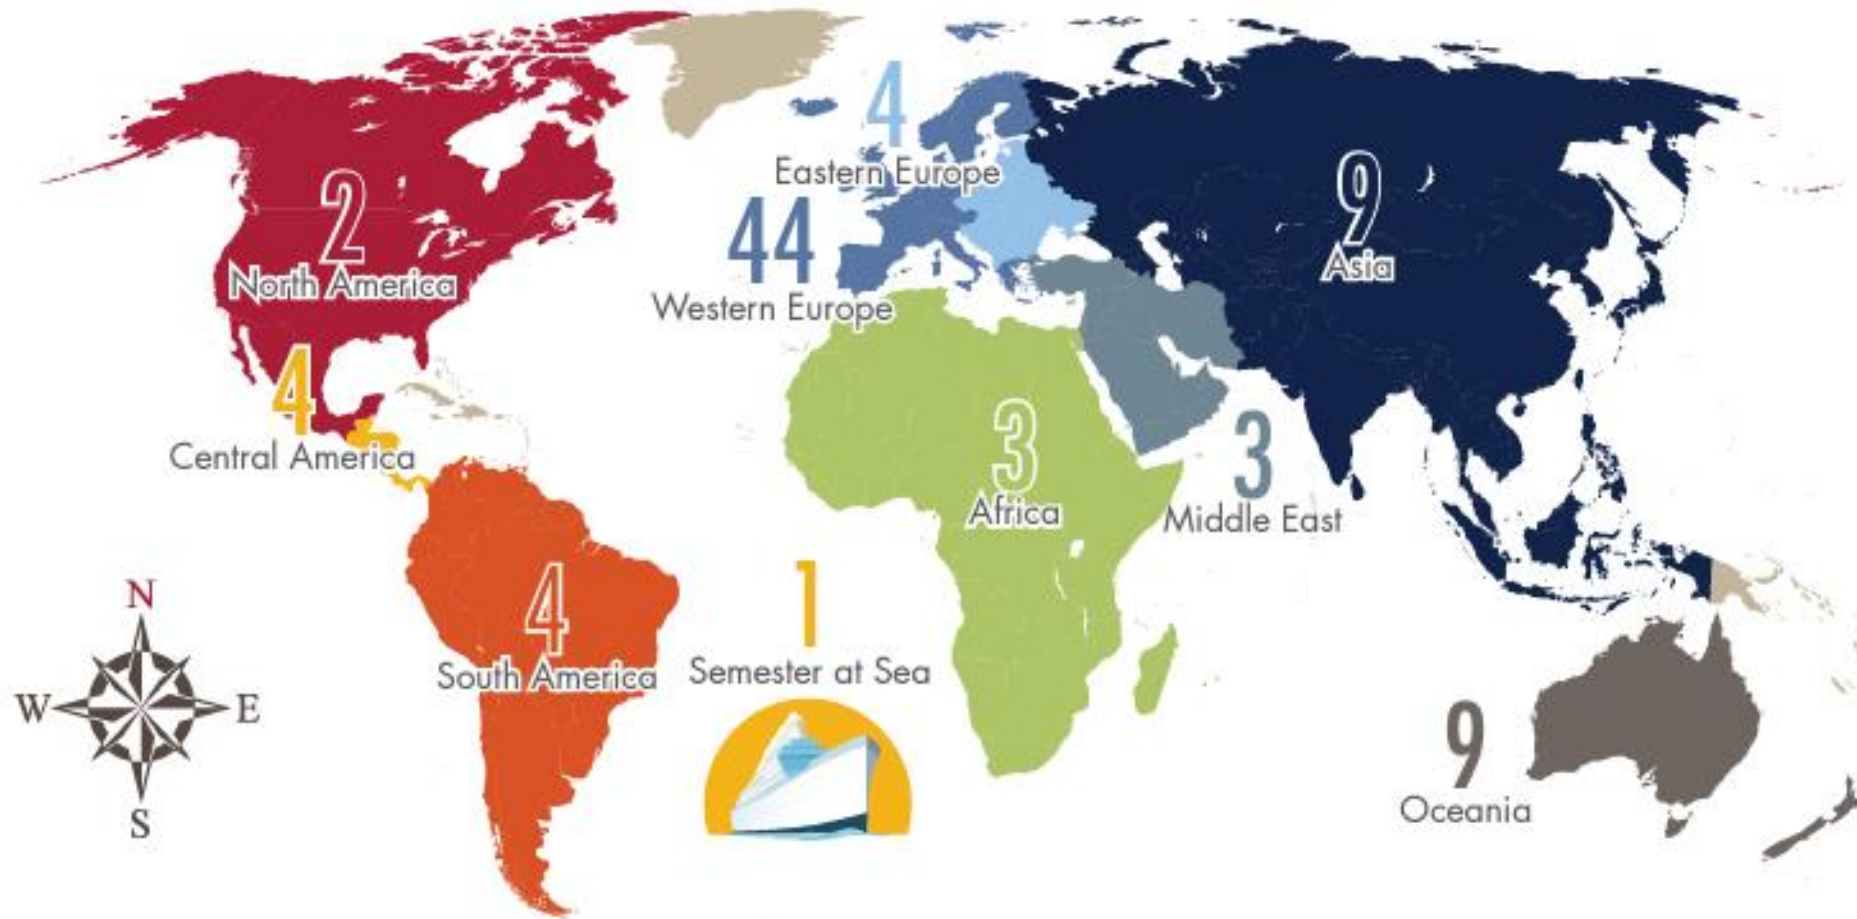 4
Eastern Europe
2
North America
9
Asia
44
Western Europe
4
Central America
3
Africa
3
Middle East
4
South America
1
Semester at Sea
N
W
E
S
9
Oceania